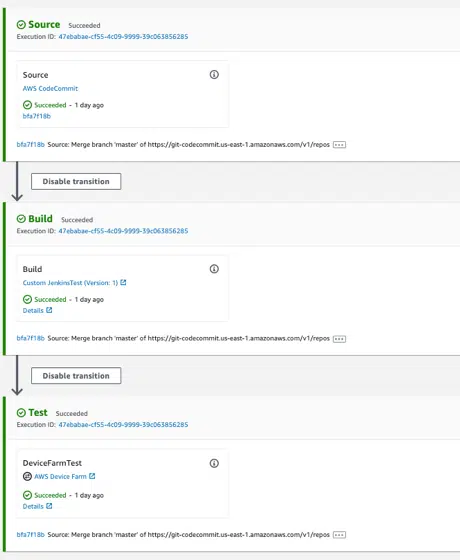 Source Succeeded
Execution ID: 47ebabae-cf55-4c09-9999-39c063856285
Source
AWS CodeCommit
Succeeded - 1 day ago
bfa7f18b
bfa7f18b Source: Merge branch 'master' of https://git-codecommit.us-east-1.amazonaws.com/v1/repos
Disable transition
Build Succeeded
Execution ID: 47ebabae-cf55-4c09-9999-39c063856285
Build
Custom JenkinsTest (Version: 1)
Succeeded - 1 day ago
Details
bfa7f18b Source: Merge branch 'master' of https://git-codecommit.us-east-1.amazonaws.com/v1/repos
Disable transition
Test Succeeded
Execution ID: 47ebabae-cf55-4c09-9999-39c063856285
DeviceFarmTest
AWS Device Farm
Succeeded - 1 day ago
Details
bfa7f18b Source: Merge branch 'master' of https://git-codecommit.us-east-1.amazonaws.com/v1/repos